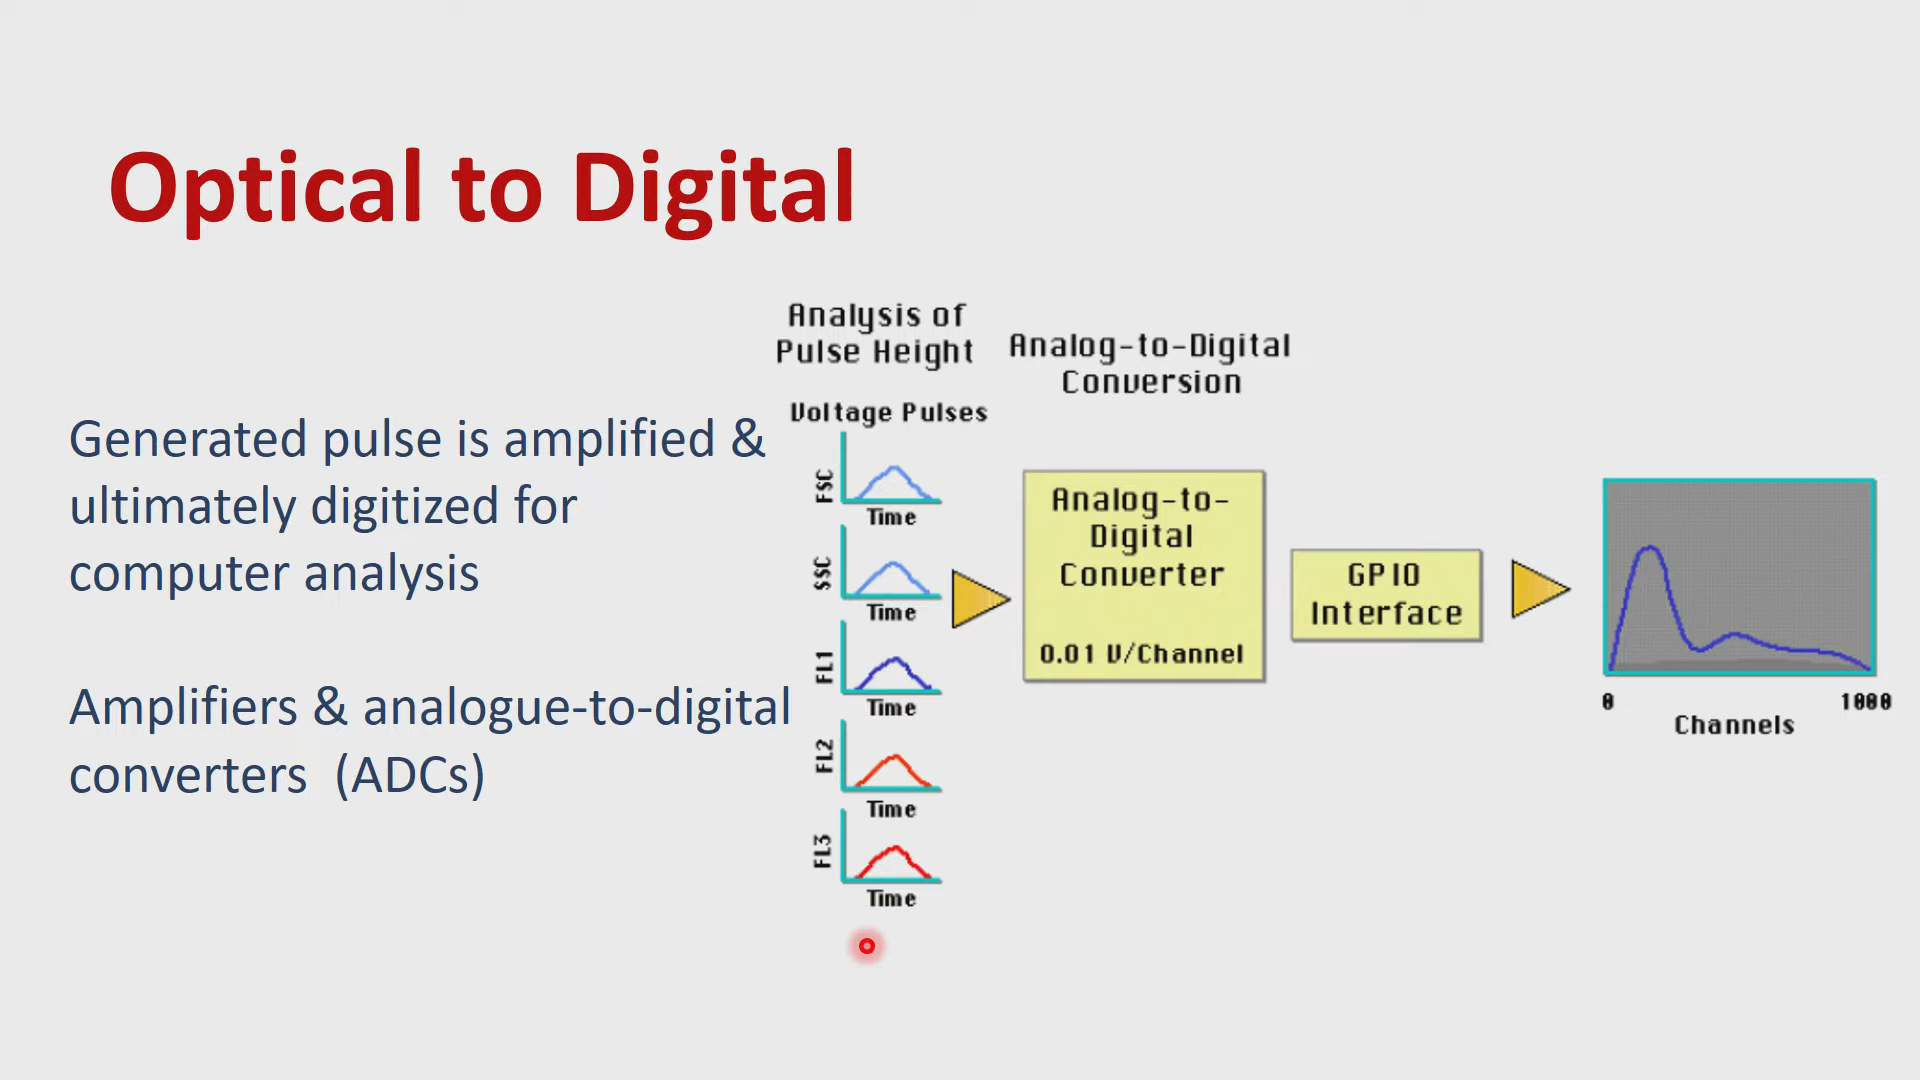 Optical to Digital
Generated pulse is amplified &
ultimately digitized for
computer analysis
Amplifiers & analogue-to-digital
converters (ADCs)
Analysis of
Pulse Height
Voltage Pulses
FSC
Time
SSC
Time
FL1
Time
FL2
Time
FL3
Time
Analog-to-Digital
Conversion
Analog-to-
Digital
Converter
0.01 V/Channel
GPIO
Interface
0
1000
Channels